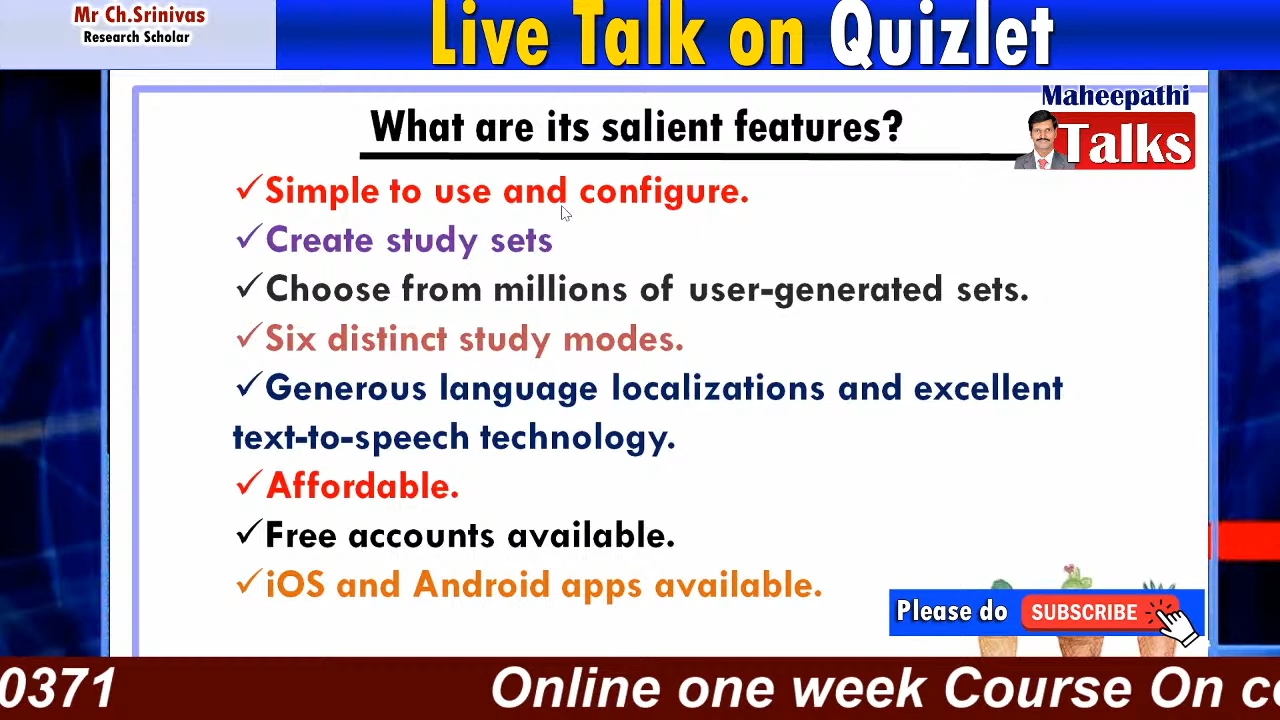 Mr Ch.Srinivas
Research Scholar
Live Talk on Quizlet
Maheepathi
Talks
What are its salient features?
✓Simple to use and configure.
✓Create study sets
✓Choose from millions of user-generated sets.
✓Six distinct study modes.
✓Generous language localizations and excellent
text-to-speech technology.
✓Affordable.
✓Free accounts available.
✓iOS and Android apps available.
Please do SUBSCRIBE
0371 Online one week Course On